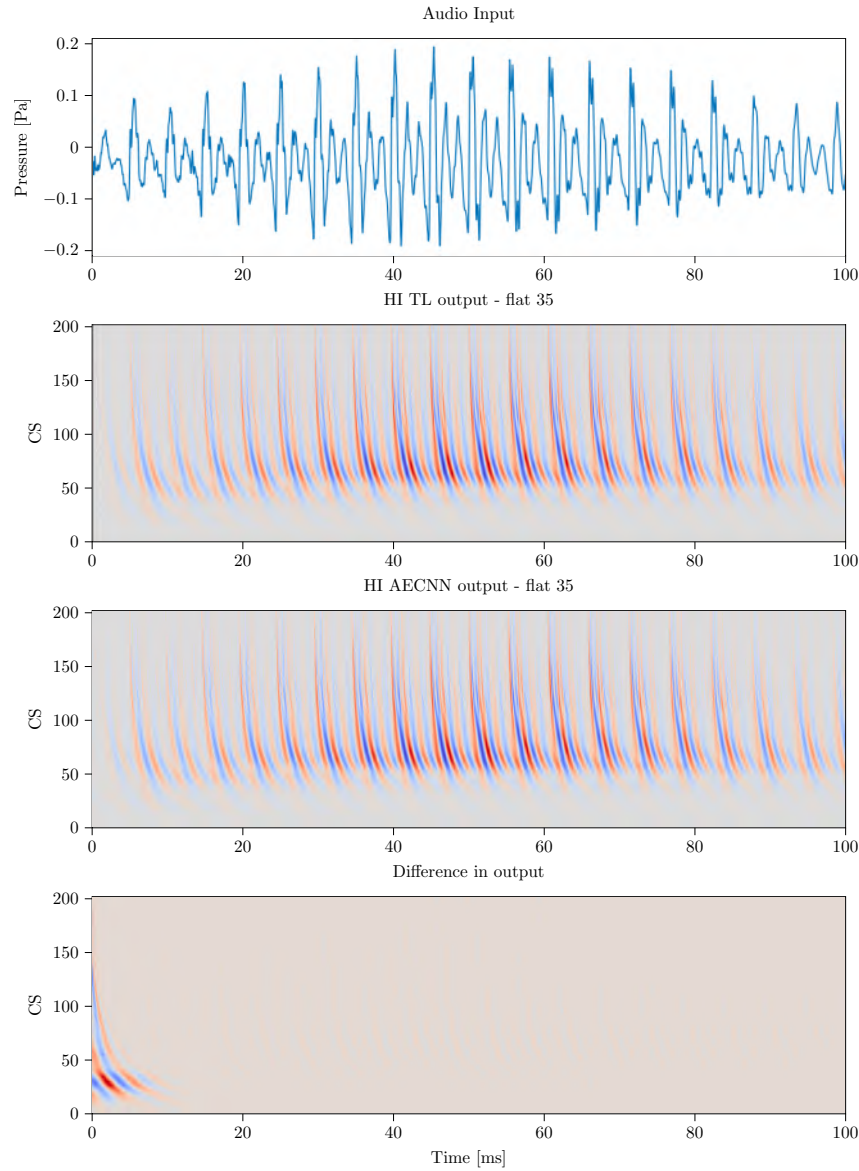 Audio Input
Pressure [Pa]
0.2
0.1
0
−0.1
−0.2
0 20 40 60 80 100
HI TL output - flat 35
CS
200
150
100
50
0
0 20 40 60 80 100
HI AECNN output - flat 35
CS
200
150
100
50
0
0 20 40 60 80 100
Difference in output
CS
200
150
100
50
0
0 20 40 60 80 100
Time [ms]